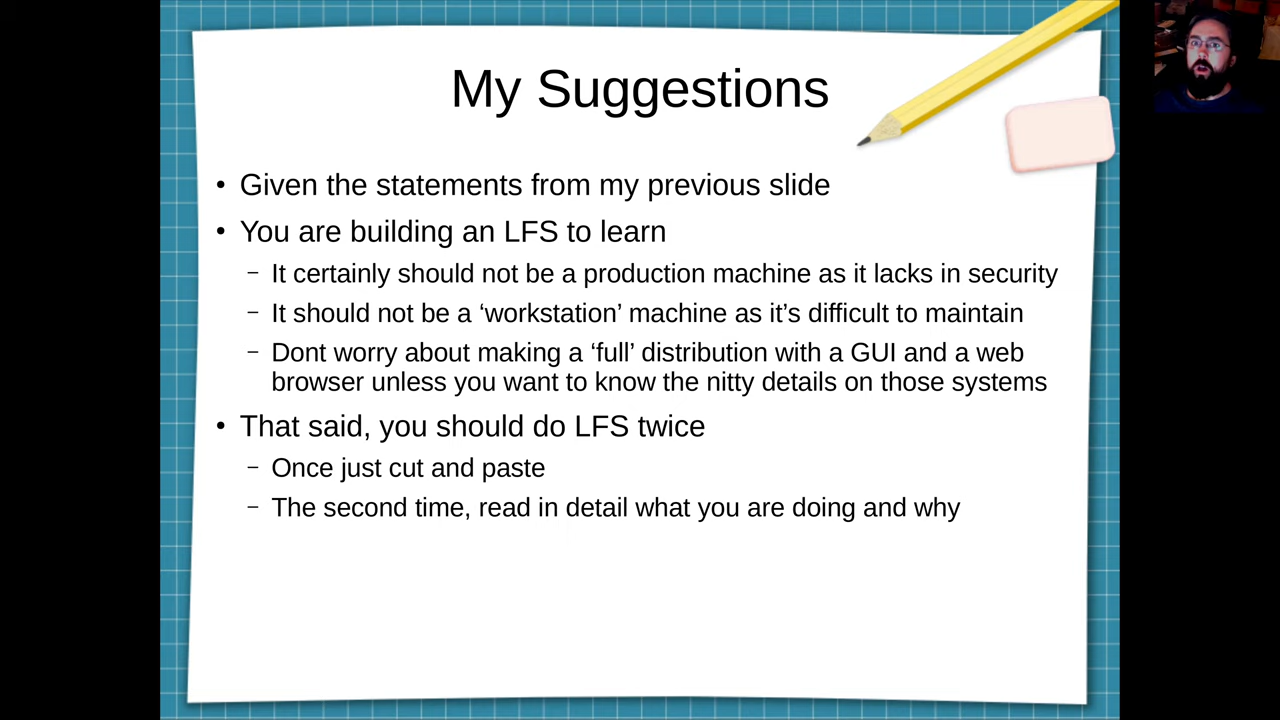 My Suggestions
• Given the statements from my previous slide
• You are building an LFS to learn
– It certainly should not be a production machine as it lacks in security
– It should not be a ‘workstation’ machine as it’s difficult to maintain
– Dont worry about making a ‘full’ distribution with a GUI and a web
browser unless you want to know the nitty details on those systems
• That said, you should do LFS twice
– Once just cut and paste
– The second time, read in detail what you are doing and why